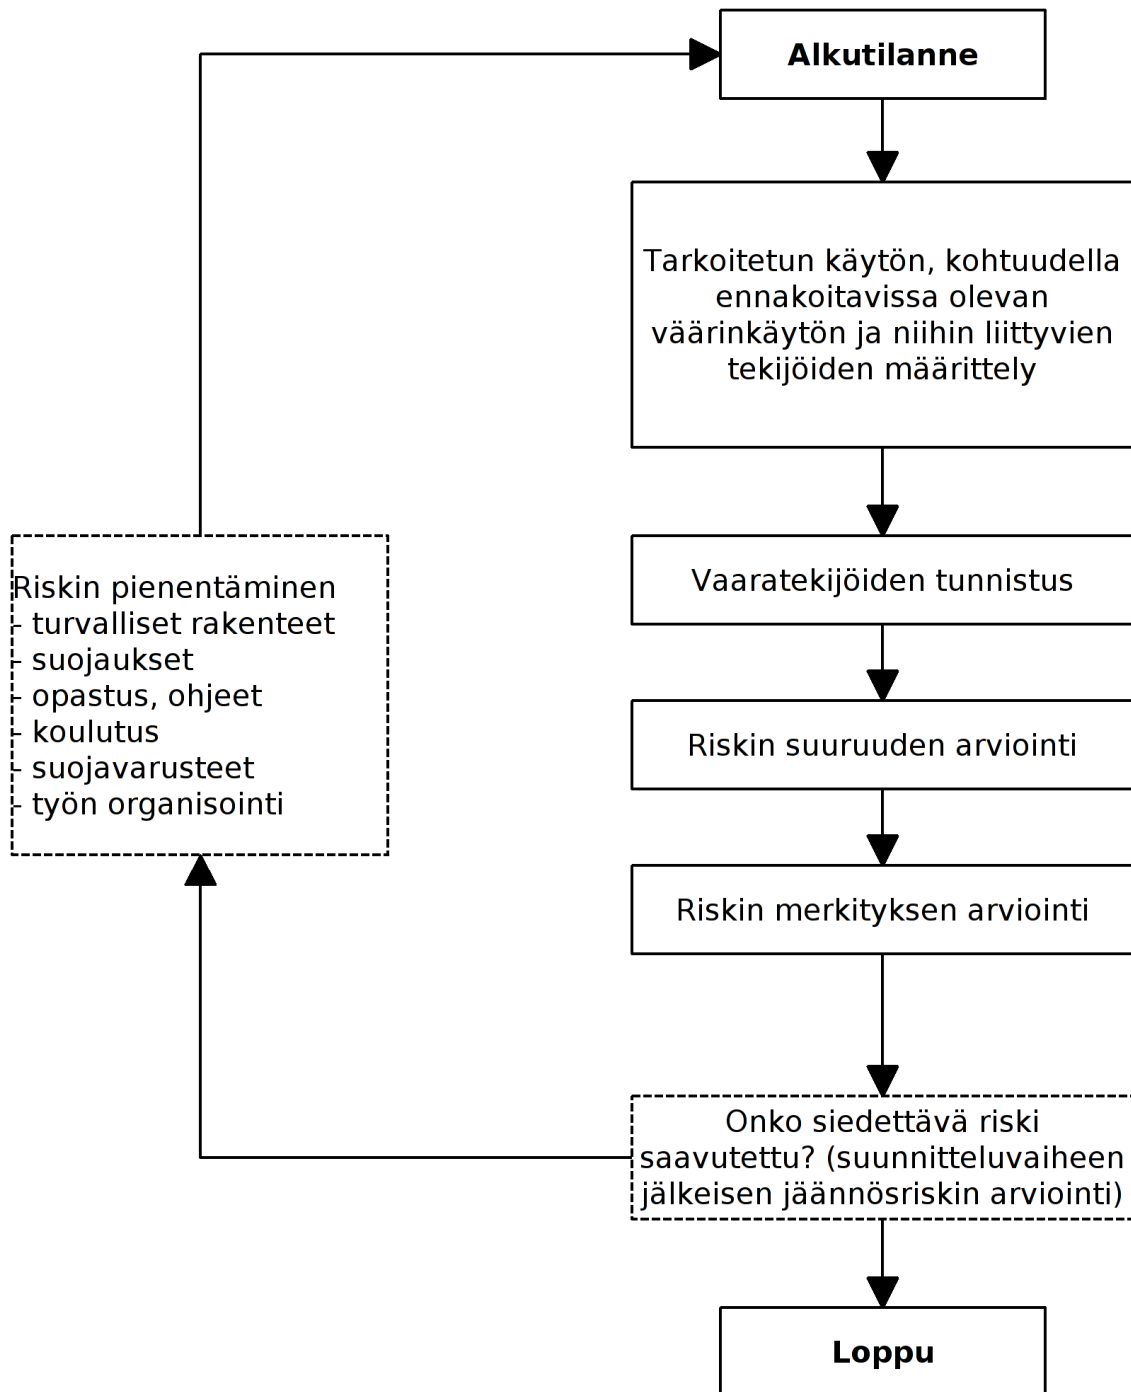 Alkutilanne
Tarkoitetun käytön, kohtuudella
ennakoitavissa olevan
väärinkäytön ja niihin liittyvien
tekijöiden määrittely
Vaaratekijöiden tunnistus
Riskin suuruuden arviointi
Riskin merkityksen arviointi
Onko siedettävä riski
saavutettu? (suunnitteluvaiheen
jälkeisen jäännösriskin arviointi)
Loppu
Riskin pienentäminen
- turvalliset rakenteet
- suojaukset
- opastus, ohjeet
- koulutus
- suojavarusteet
- työn organisointi